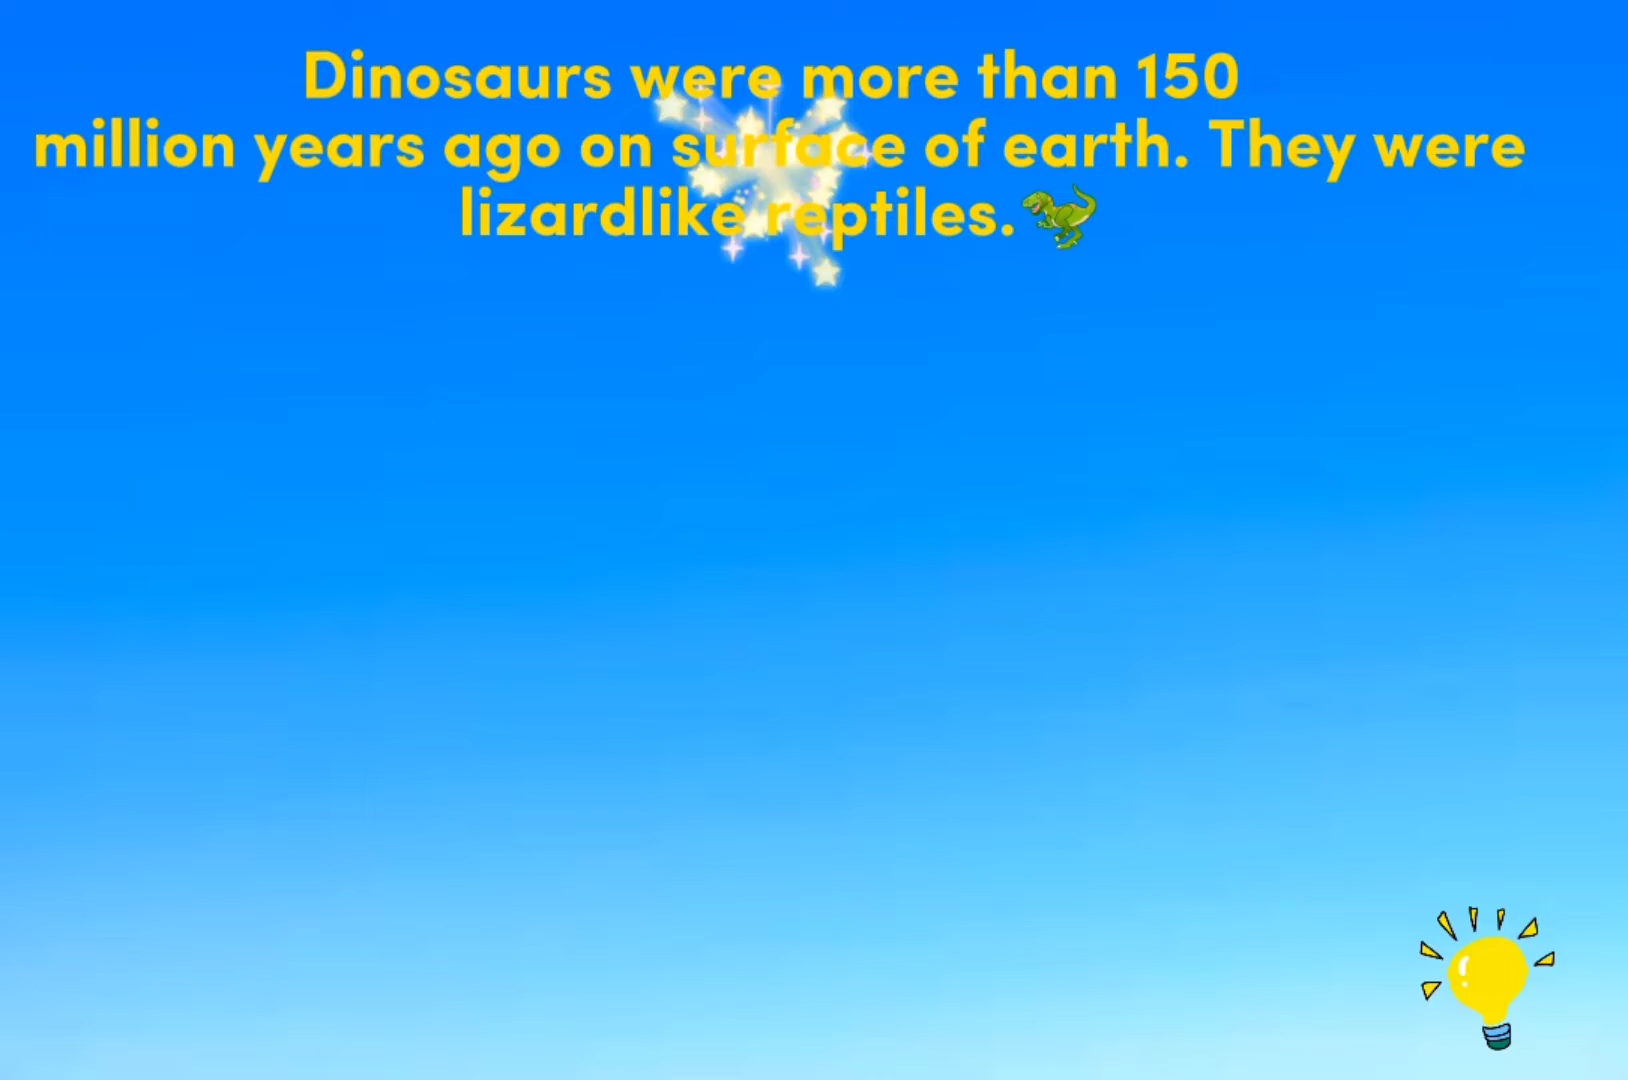 Dinosaurs were more than 150
million years ago on surface of earth. They were
lizardlike reptiles.